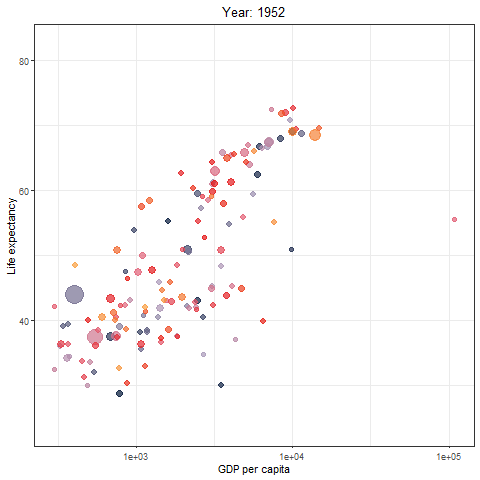 Year: 1952
80
60
40
Life expectancy
1e+03
1e+04
1e+05
GDP per capita